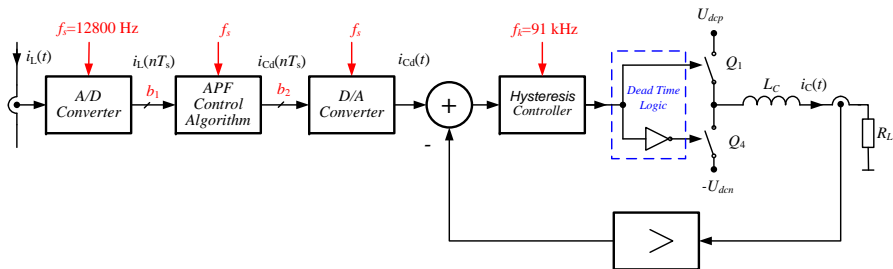 fs=12800 Hz
fs
fs
fk=91 kHz
Udcp
iL(t)
iL(nTs)
iCd(nTs)
iCd(t)
Q1
A/D
Converter
b1
APF
Control
Algorithm
b2
D/A
Converter
+
-
Hysteresis
Controller
Dead Time
Logic
LC
iC(t)
RL
Q4
-Udcn
>